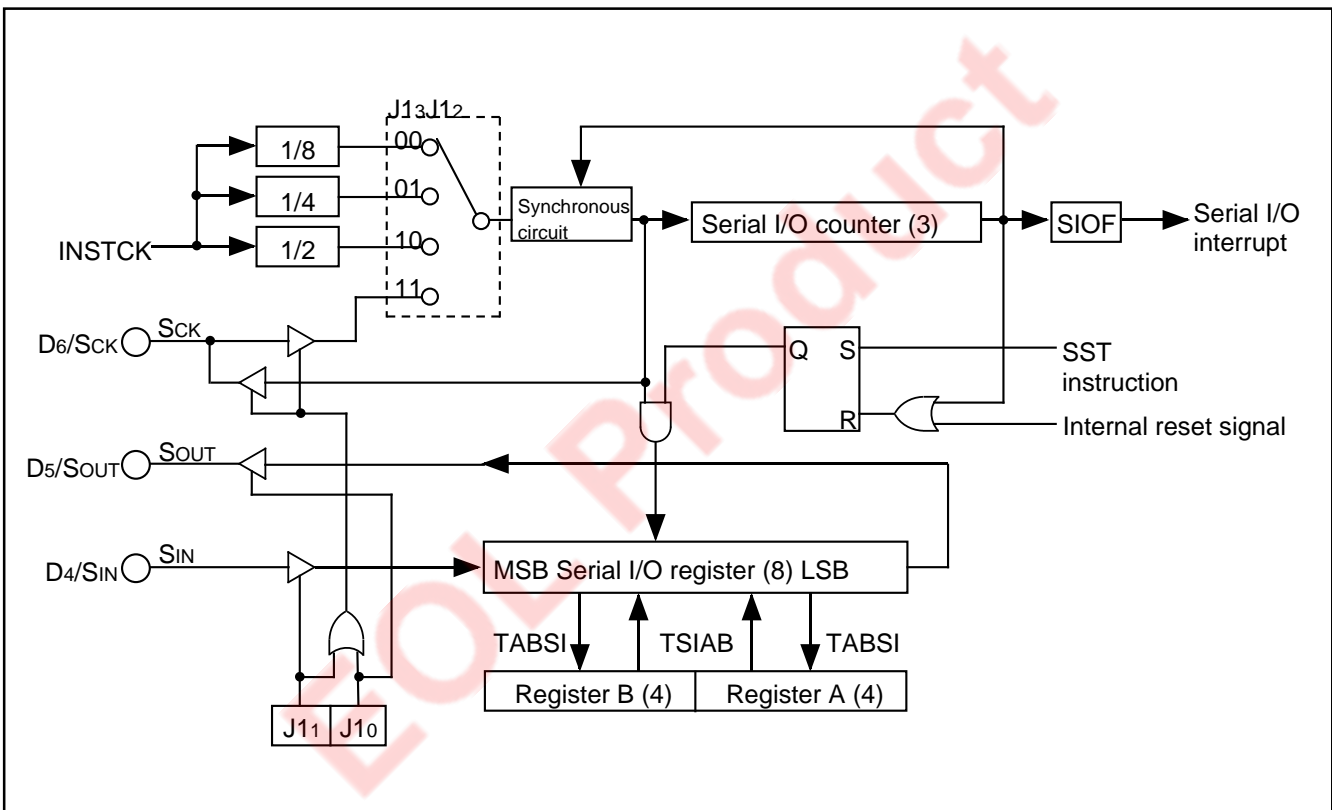 J13J12
00
1/8
01
1/4
Synchronous
circuit
Serial I/O counter (3)
SIOF
Serial I/O
interrupt
10
1/2
INSTCK
11
D6/SCK
SCK
Q
S
R
SST
instruction
Internal reset signal
D5/SOUT
SOUT
D4/SIN
SIN
MSB Serial I/O register (8) LSB
TABSI
TSIAB
TABSI
Register B (4)
Register A (4)
J11
J10
EOL Product